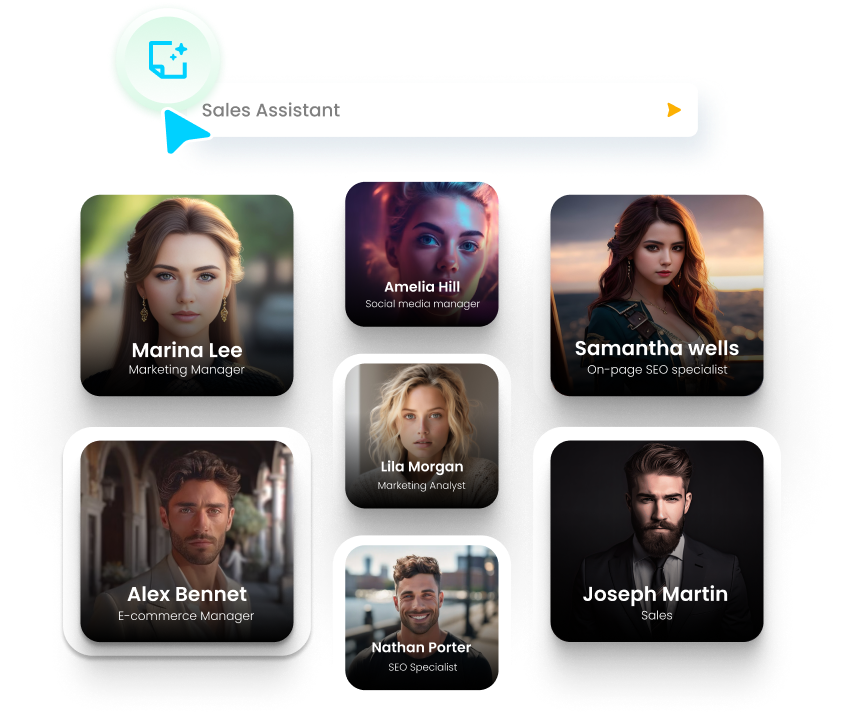 Sales Assistant
Marina Lee
Marketing Manager
Amelia Hill
Social media manager
Samantha wells
On-page SEO specialist
Lila Morgan
Marketing Analyst
Alex Bennet
E-commerce Manager
Nathan Porter
SEO Specialist
Joseph Martin
Sales